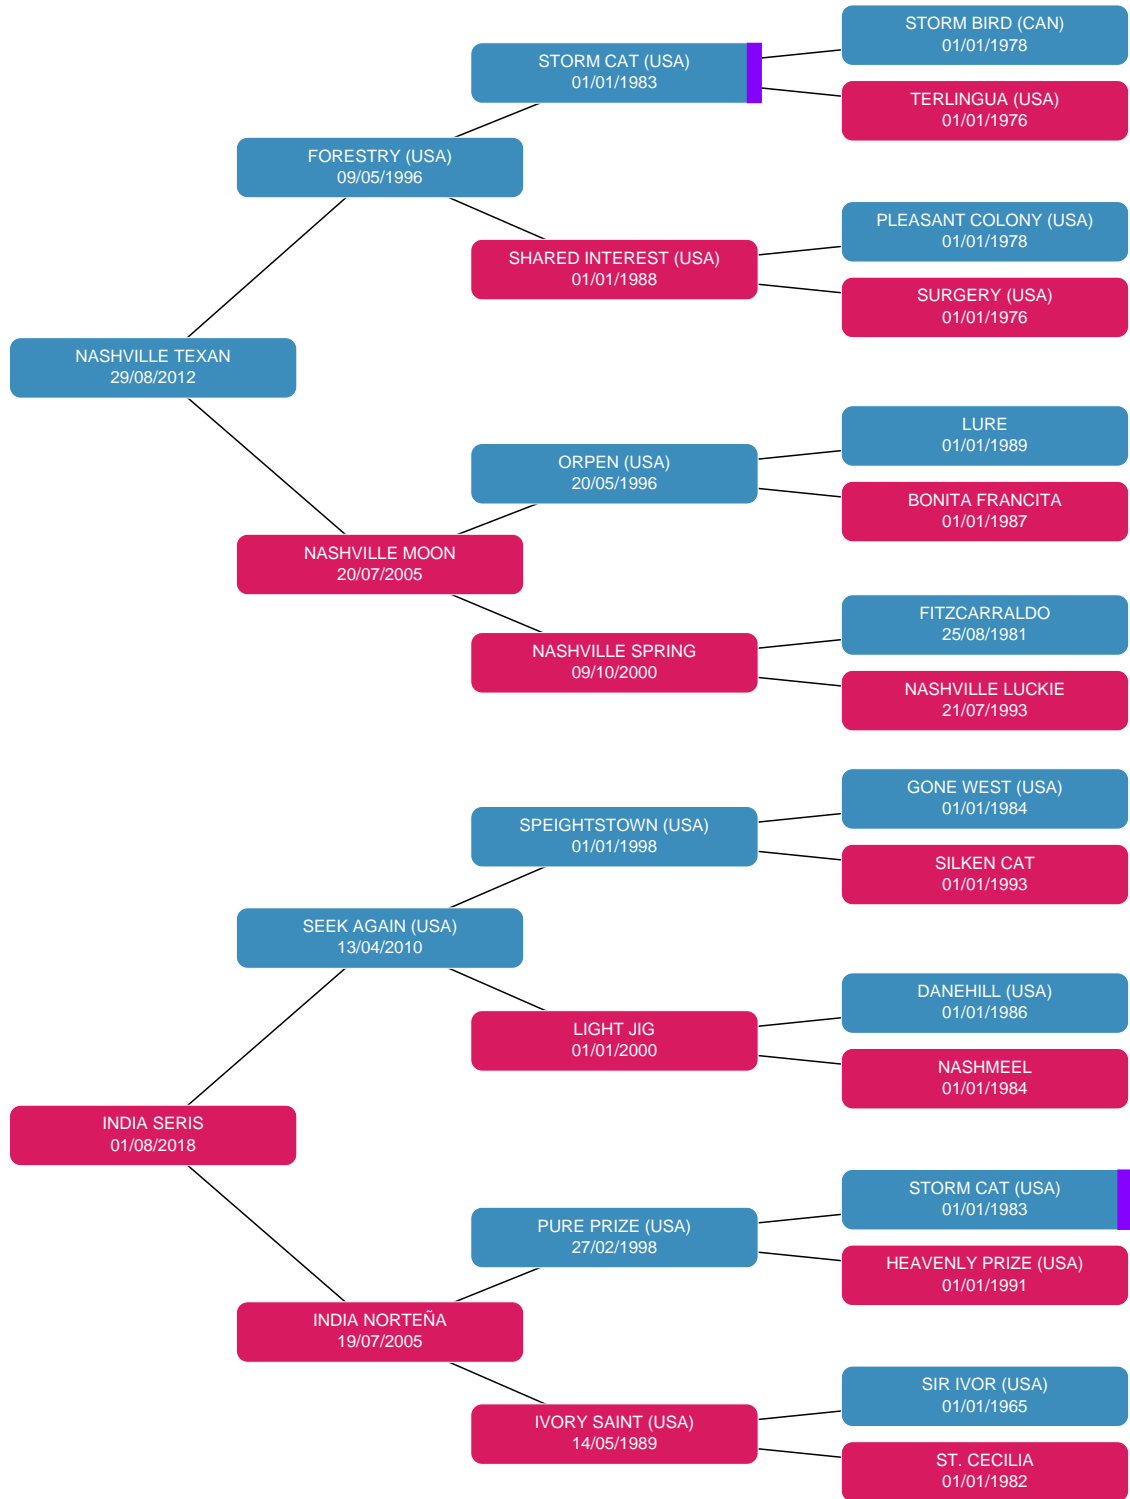 STORM BIRD (CAN)
01/01/1978
STORM CAT (USA)
01/01/1983
TERLINGUA (USA)
01/01/1976
FORESTRY (USA)
09/05/1996
PLEASANT COLONY (USA)
01/01/1978
SHARED INTEREST (USA)
01/01/1988
SURGERY (USA)
01/01/1976
NASHVILLE TEXAN
29/08/2012
LURE
01/01/1989
ORPEN (USA)
20/05/1996
BONITA FRANCITA
01/01/1987
NASHVILLE MOON
20/07/2005
FITZCARRALDO
25/08/1981
NASHVILLE SPRING
09/10/2000
NASHVILLE LUCKIE
21/07/1993
GONE WEST (USA)
01/01/1984
SPEIGHTSTOWN (USA)
01/01/1998
SILKEN CAT
01/01/1993
SEEK AGAIN (USA)
13/04/2010
DANEHILL (USA)
01/01/1986
LIGHT JIG
01/01/2000
NASHMEEL
01/01/1984
INDIA SERIS
01/08/2018
STORM CAT (USA)
01/01/1983
PURE PRIZE (USA)
27/02/1998
HEAVENLY PRIZE (USA)
01/01/1991
INDIA NORTEÑA
19/07/2005
SIR IVOR (USA)
01/01/1965
IVORY SAINT (USA)
14/05/1989
ST. CECILIA
01/01/1982